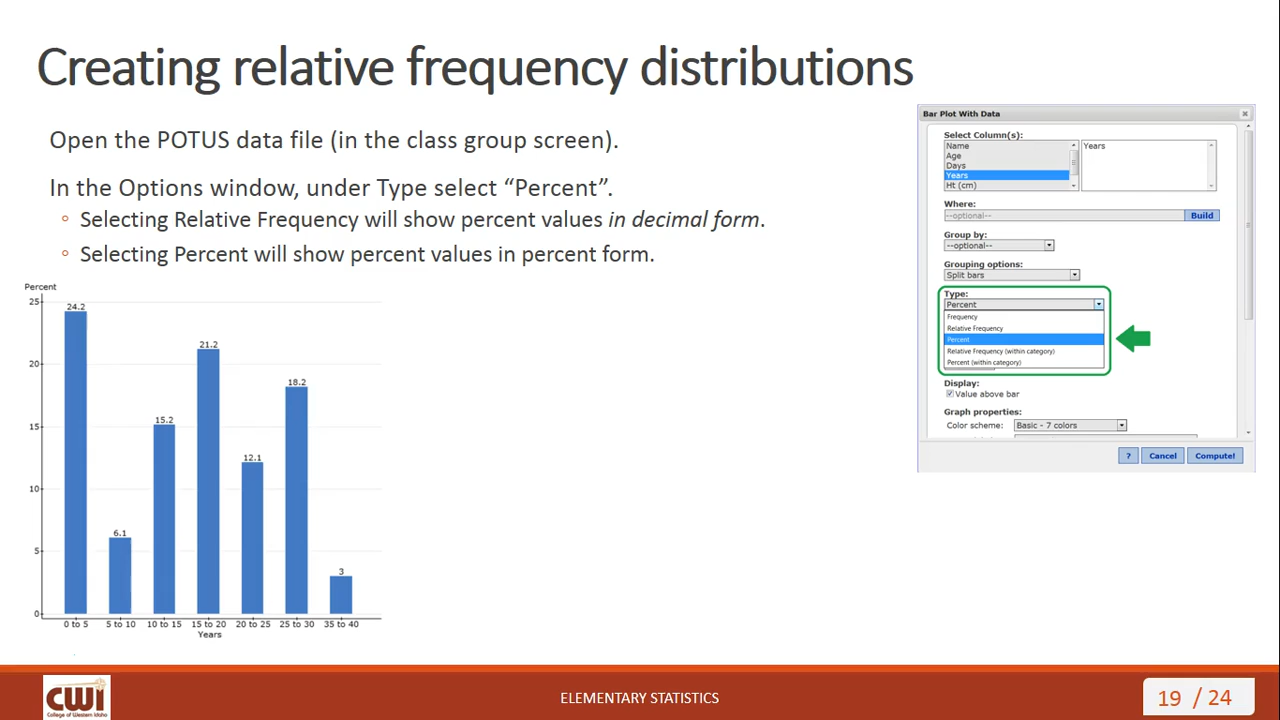 Creating relative frequency distributions
Open the POTUS data file (in the class group screen).
In the Options window, under Type select “Percent”.
◦ Selecting Relative Frequency will show percent values in decimal form.
◦ Selecting Percent will show percent values in percent form.
Percent
25
20
15
10
5
0
24.2
6.1
15.2
21.2
12.1
18.2
3
0 to 5
5 to 10
10 to 15
15 to 20
20 to 25
25 to 30
35 to 40
Years
Bar Plot With Data
Select Column(s):
Name
Age
Days
Years
Ht (cm)
Years
Where:
--optional--
Build
Group by:
--optional--
Grouping options:
Split bars
Type:
Percent
Frequency
Relative Frequency
Percent
Relative Frequency (within category)
Percent (within category)
Display:
Value above bar
Graph properties:
Color scheme:
Basic - 7 colors
?
Cancel
Compute!
CWI
College of Western Idaho
ELEMENTARY STATISTICS
19 / 24